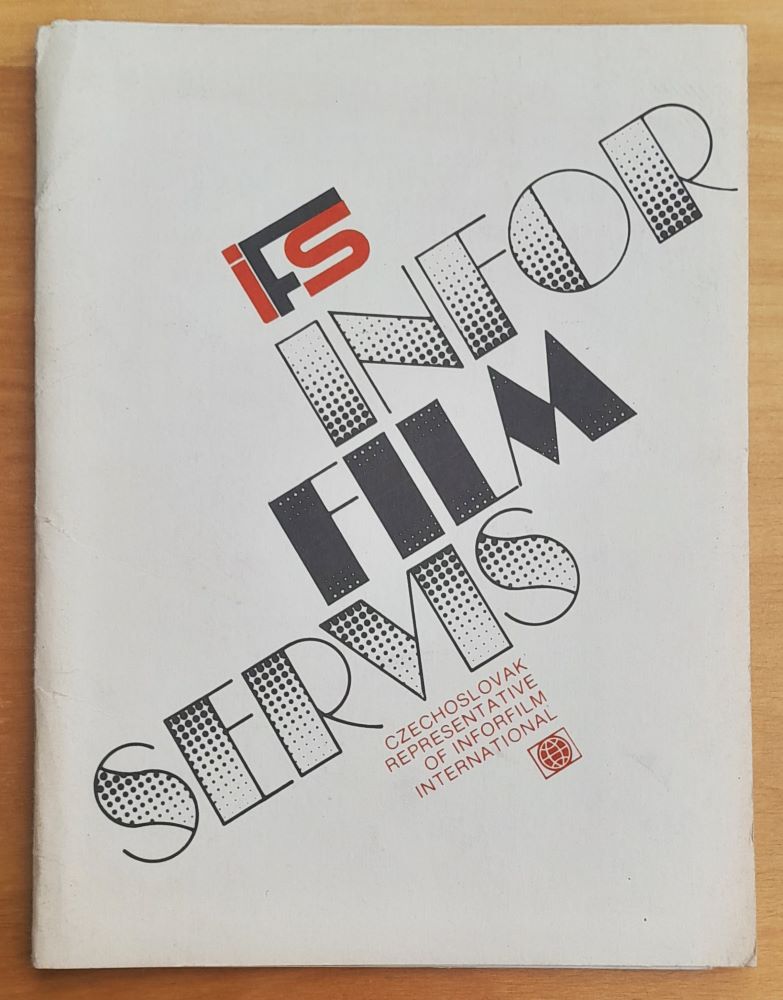 iFS
INFOR
FILM
SERVIS
CZECHOSLOVAK
REPRESENTATIVE
OF INFORFILM
INTERNATIONAL